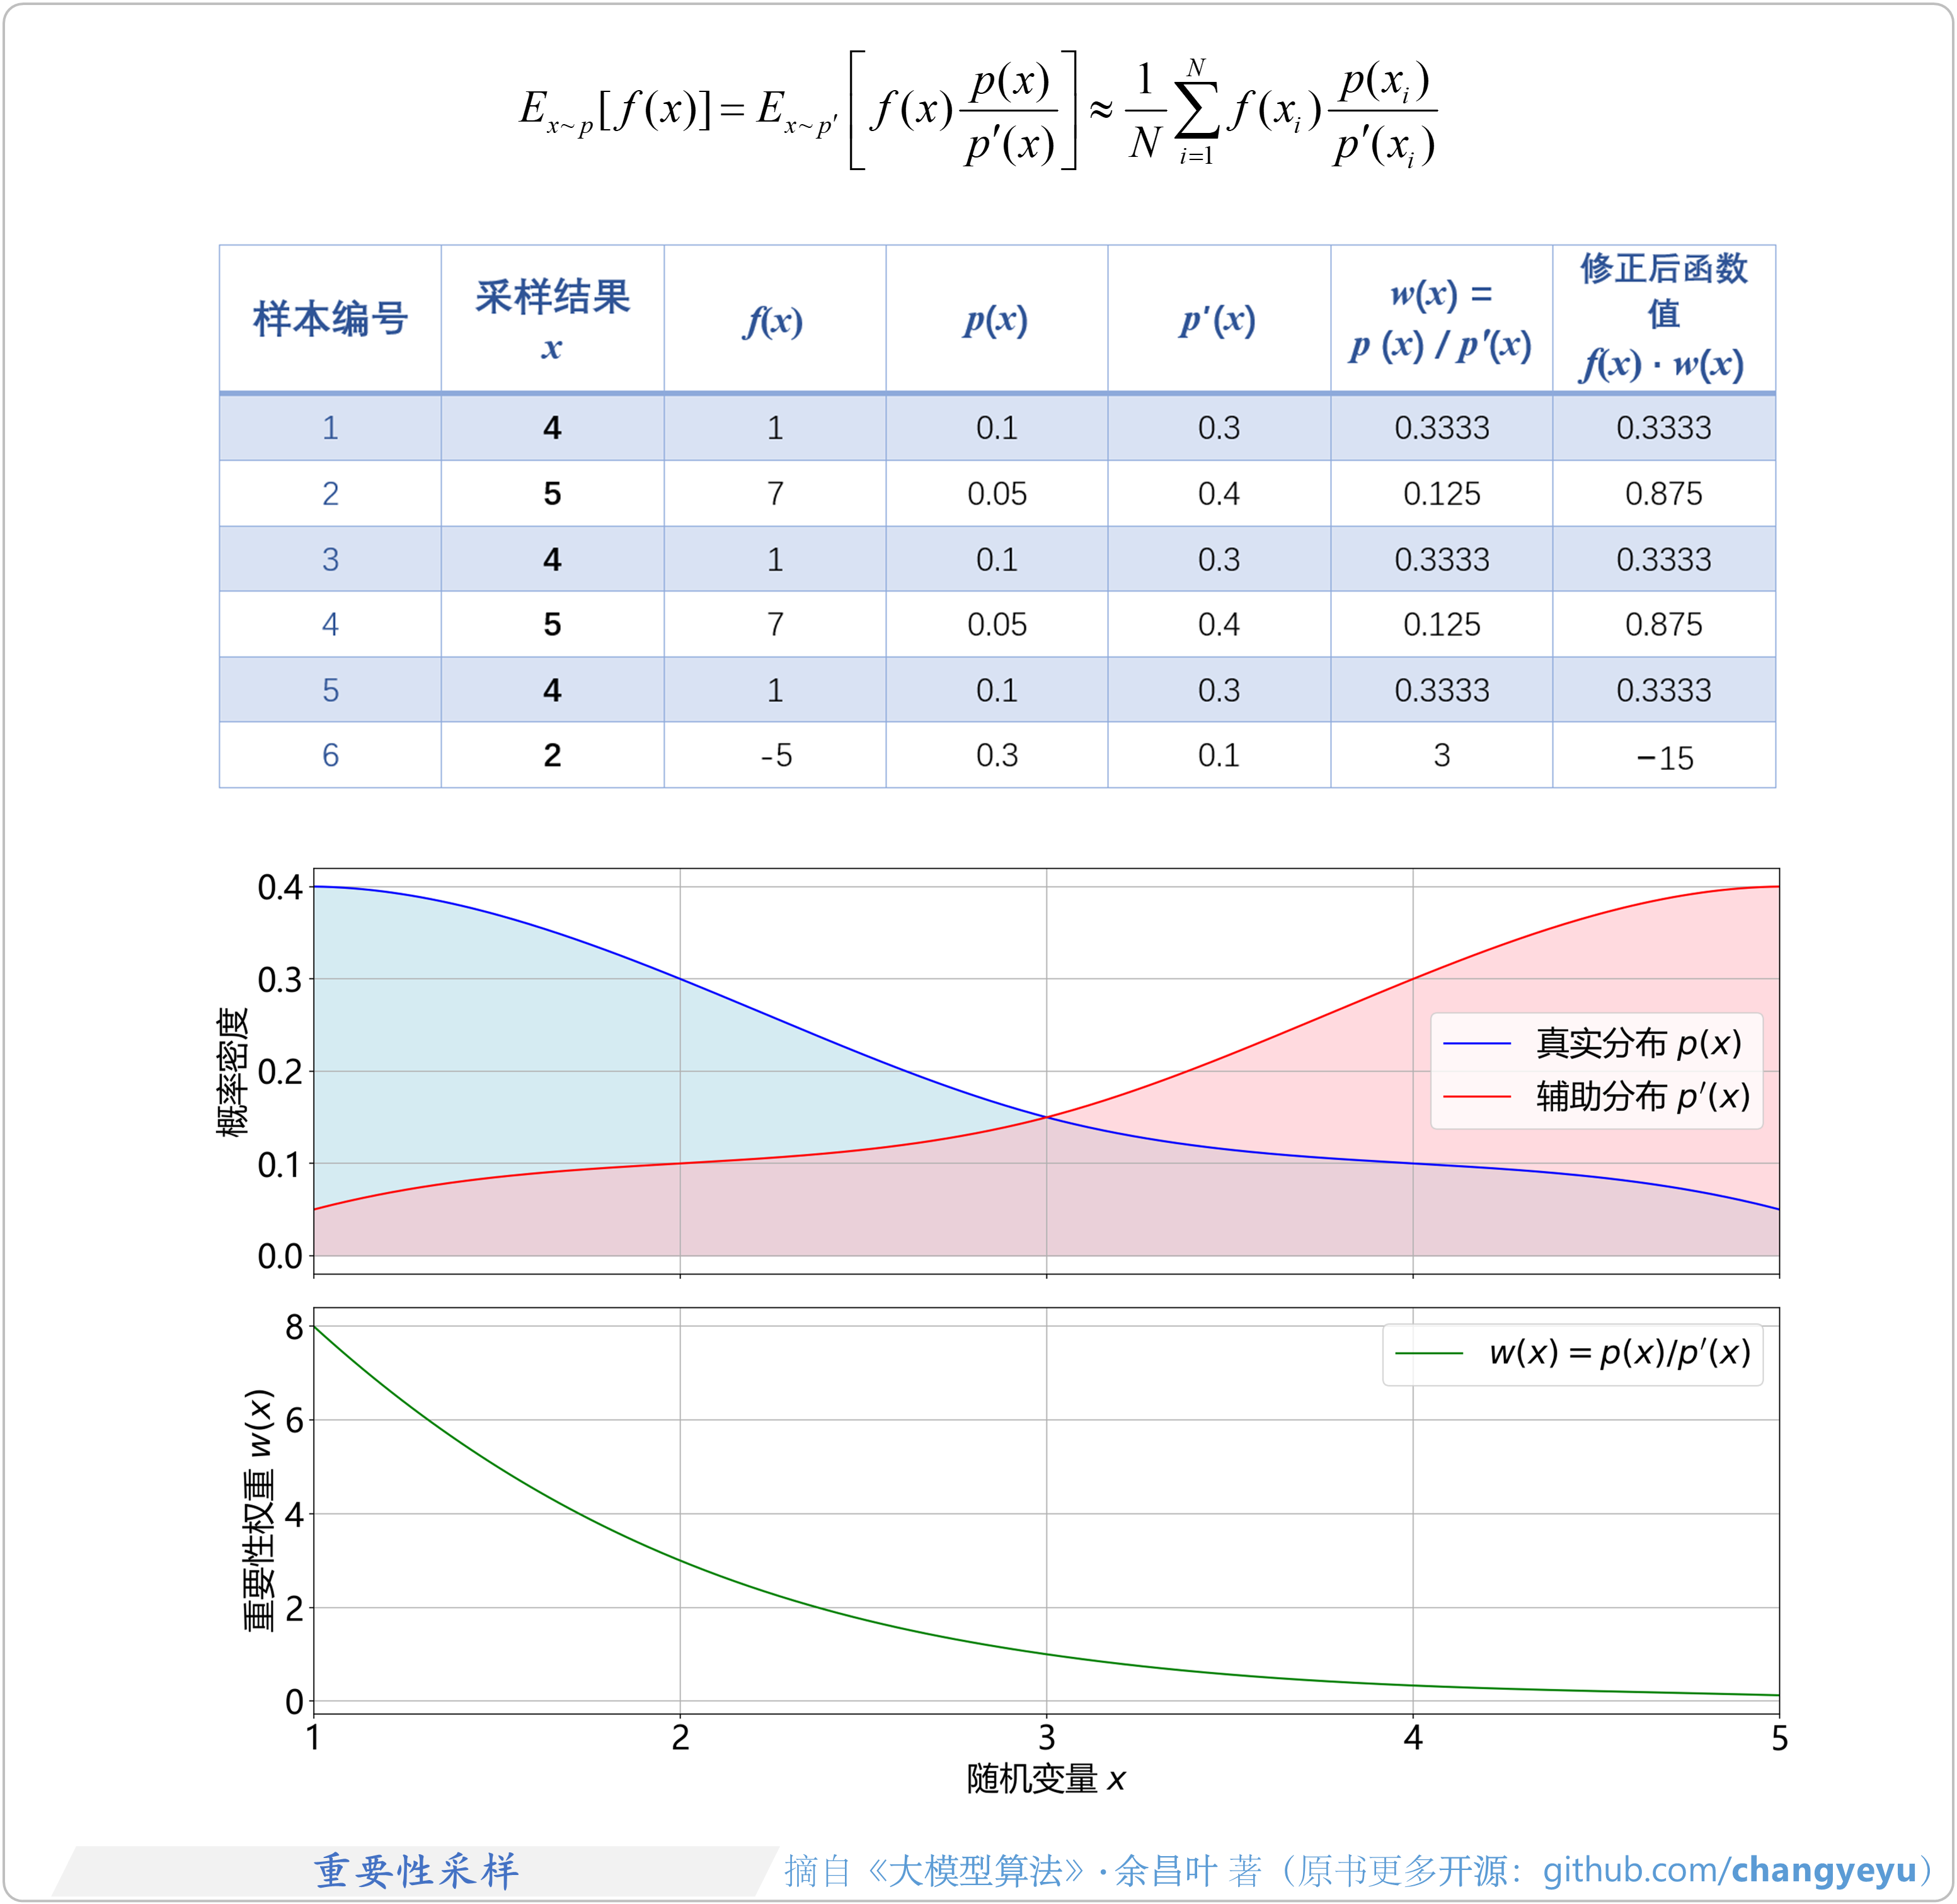 E_{x~p}[f(x)] = E_{x~p′}[f(x) p(x)/p′(x)] ≈ 1/N ∑_{i=1}^{N} f(x_i) p(x_i)/p′(x_i)
样本编号 采样结果 x f(x) p(x) p′(x) w(x) = p (x) / p′(x) 修正后函数值 f(x) · w(x)
1 4 1 0.1 0.3 0.3333 0.3333
2 5 7 0.05 0.4 0.125 0.875
3 4 1 0.1 0.3 0.3333 0.3333
4 5 7 0.05 0.4 0.125 0.875
5 4 1 0.1 0.3 0.3333 0.3333
6 2 -5 0.3 0.1 3 −15
概率密度
0.4
0.3
0.2
0.1
0.0
真实分布 p(x)
辅助分布 p′(x)
重要性权重 w(x)
8
6
4
2
0
w(x) = p(x)/p′(x)
1 2 3 4 5
随机变量 x
重要性采样
摘自《大模型算法》·余昌叶 著（原书更多开源：github.com/changyeyu）